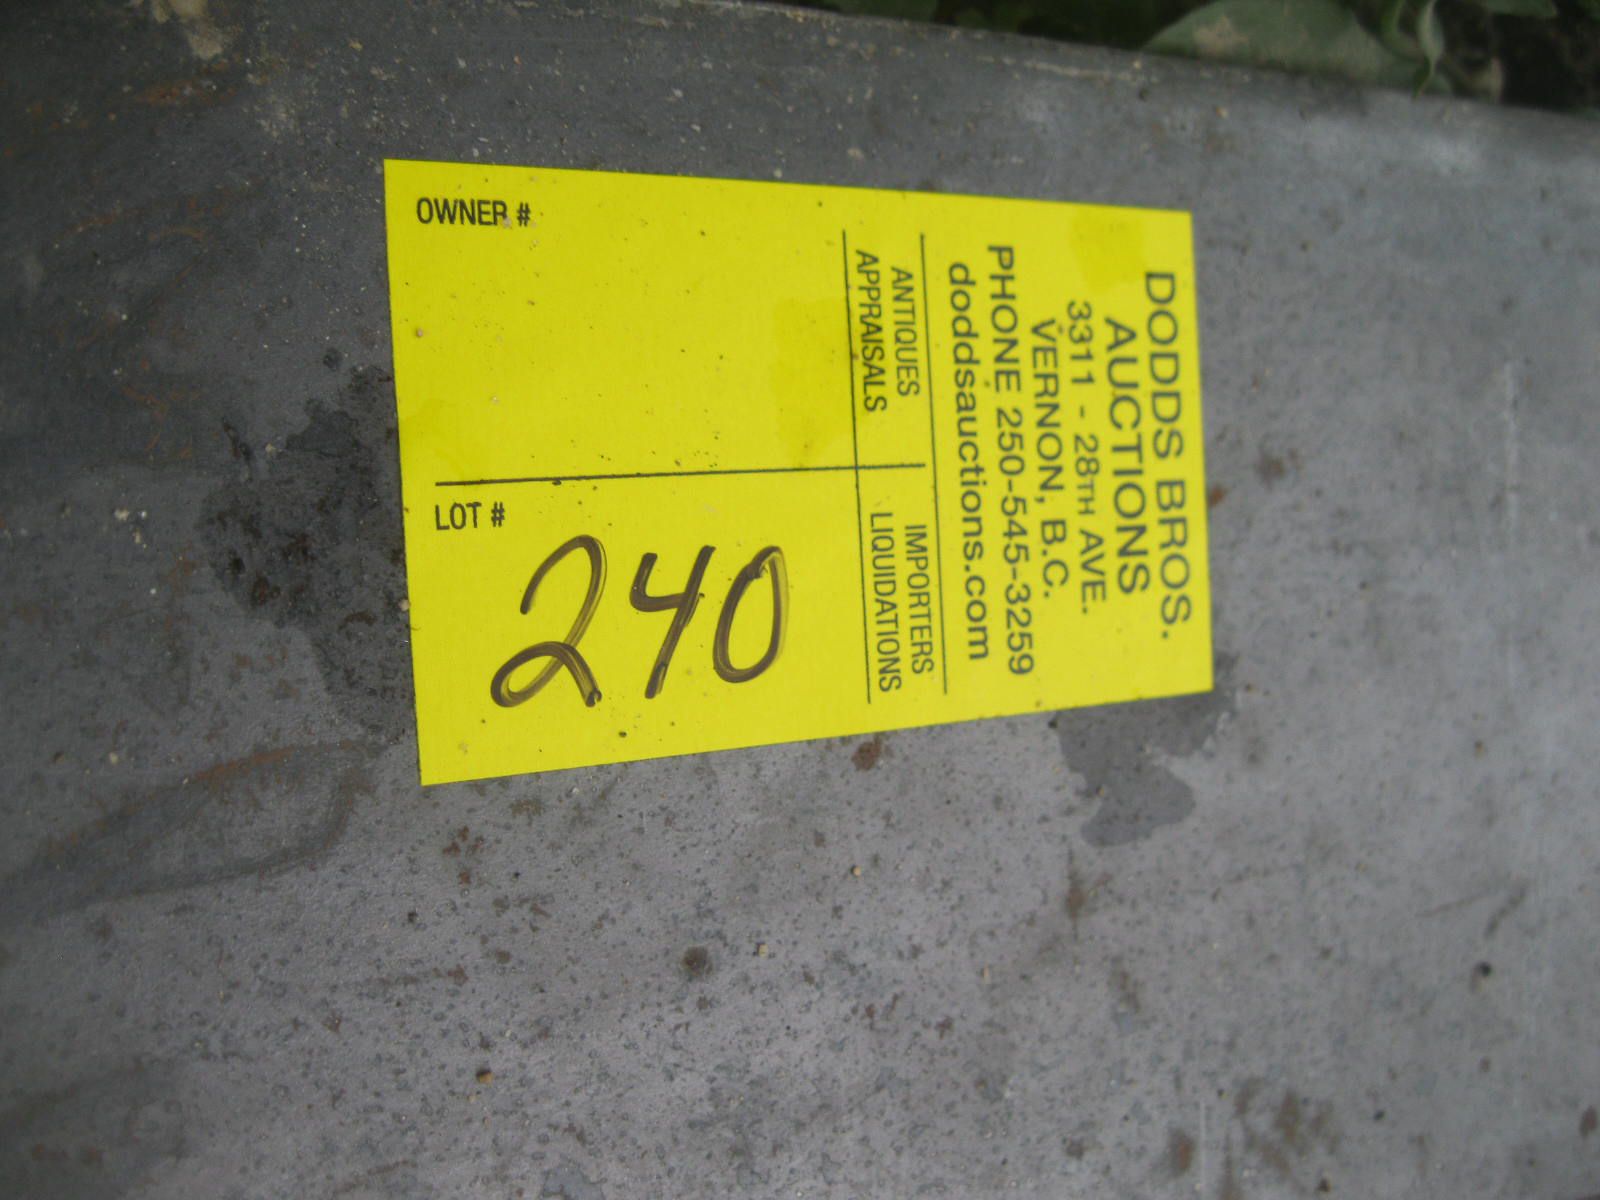 DODDS BROS.
AUCTIONS
3311 - 28TH AVE.
VERNON, B.C.
PHONE 250-545-3259
doddsauctions.com
ANTIQUES
APPRAISALS
IMPORTERS
LIQUIDATIONS
OWNER #
LOT #
240